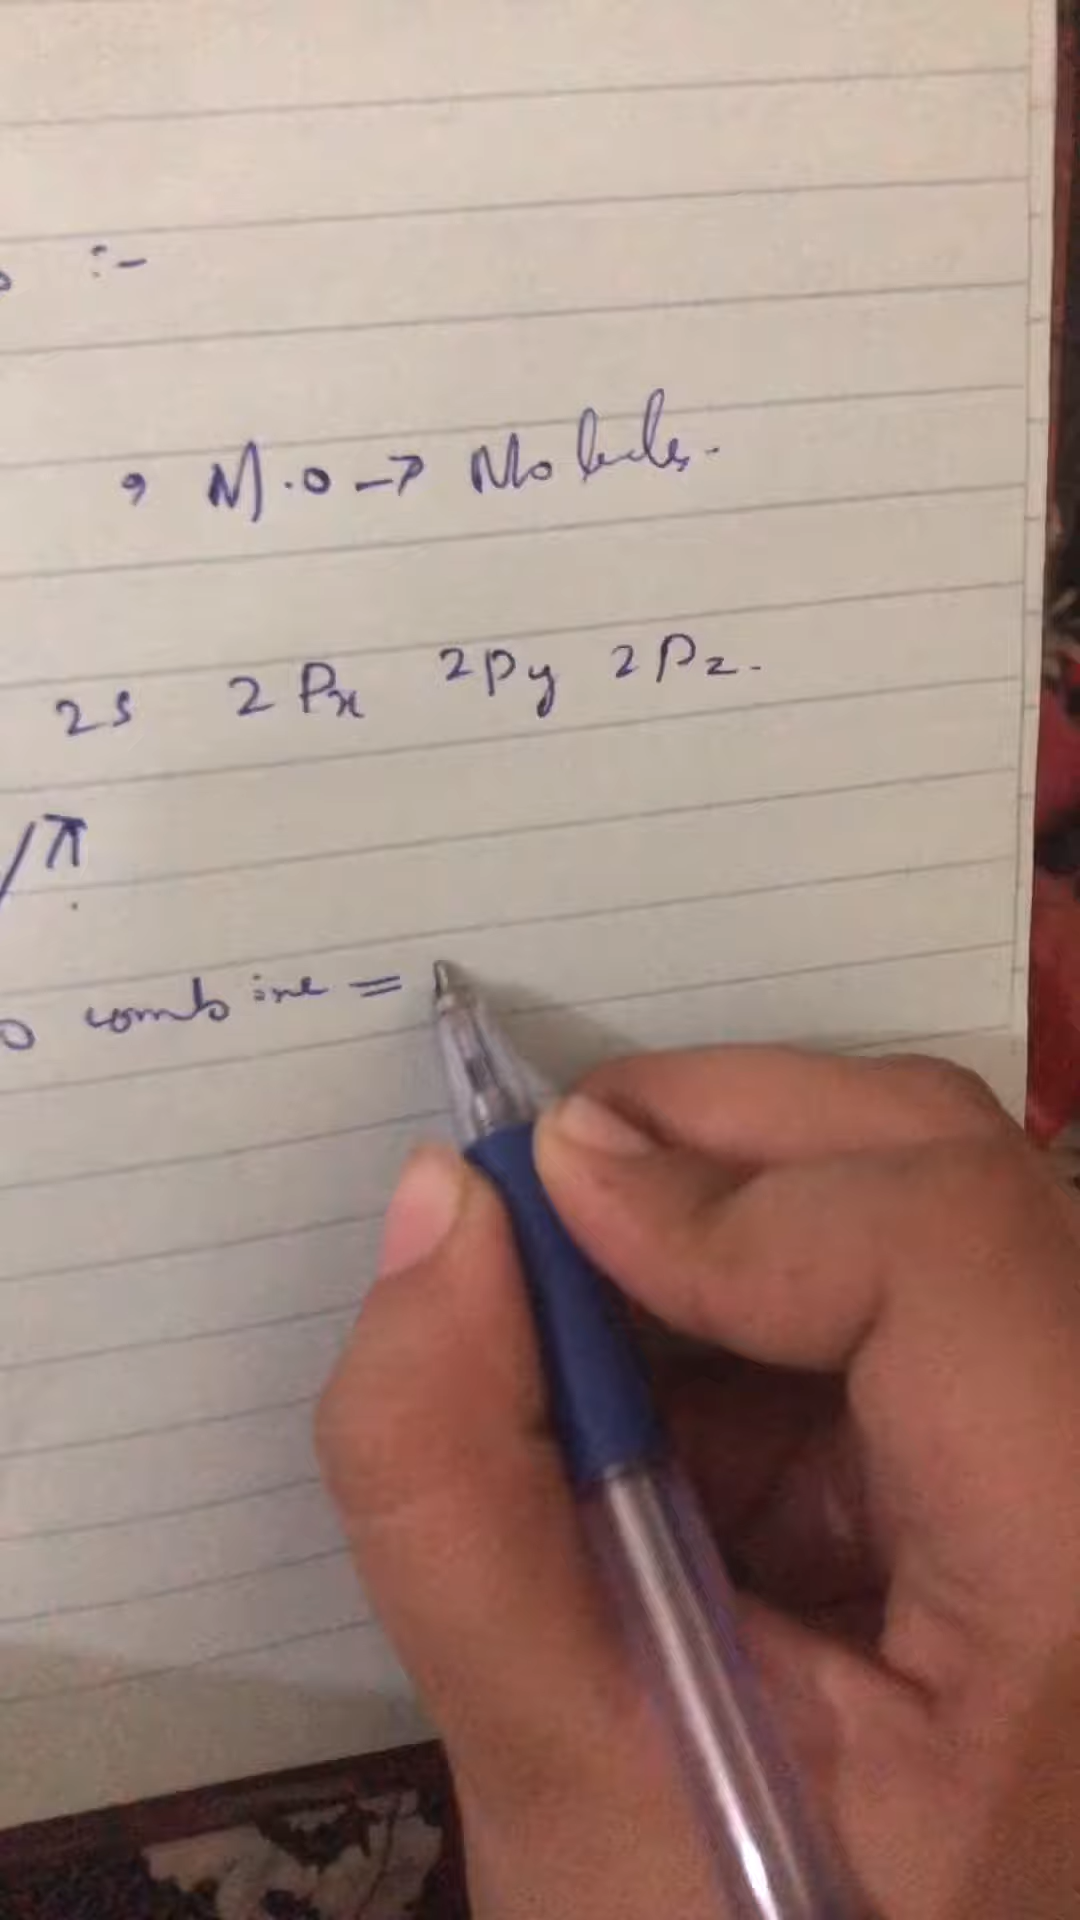 :-
, M.O → Molecules.
2s 2Px 2Py 2Pz.
/π
combine =